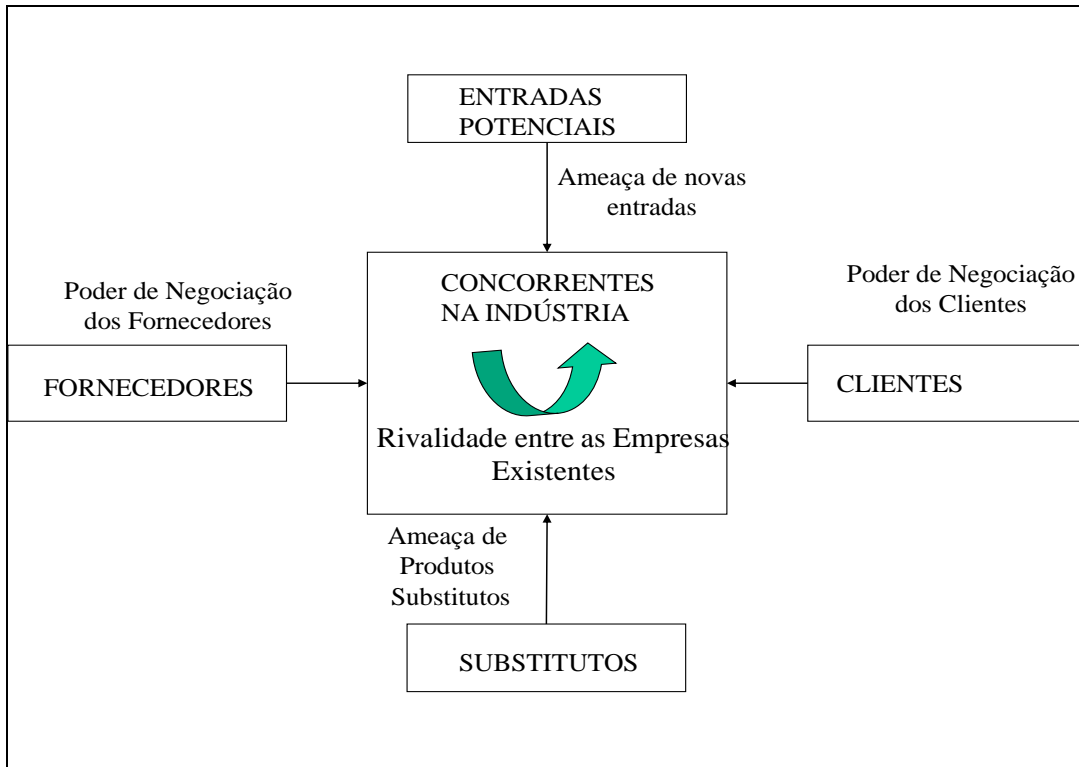 ENTRADAS
POTENCIAIS
Ameaça de novas
entradas
Poder de Negociação
dos Fornecedores
FORNECEDORES
CONCORRENTES
NA INDÚSTRIA
Rivalidade entre as Empresas
Existentes
Poder de Negociação
dos Clientes
CLIENTES
Ameaça de
Produtos
Substitutos
SUBSTITUTOS